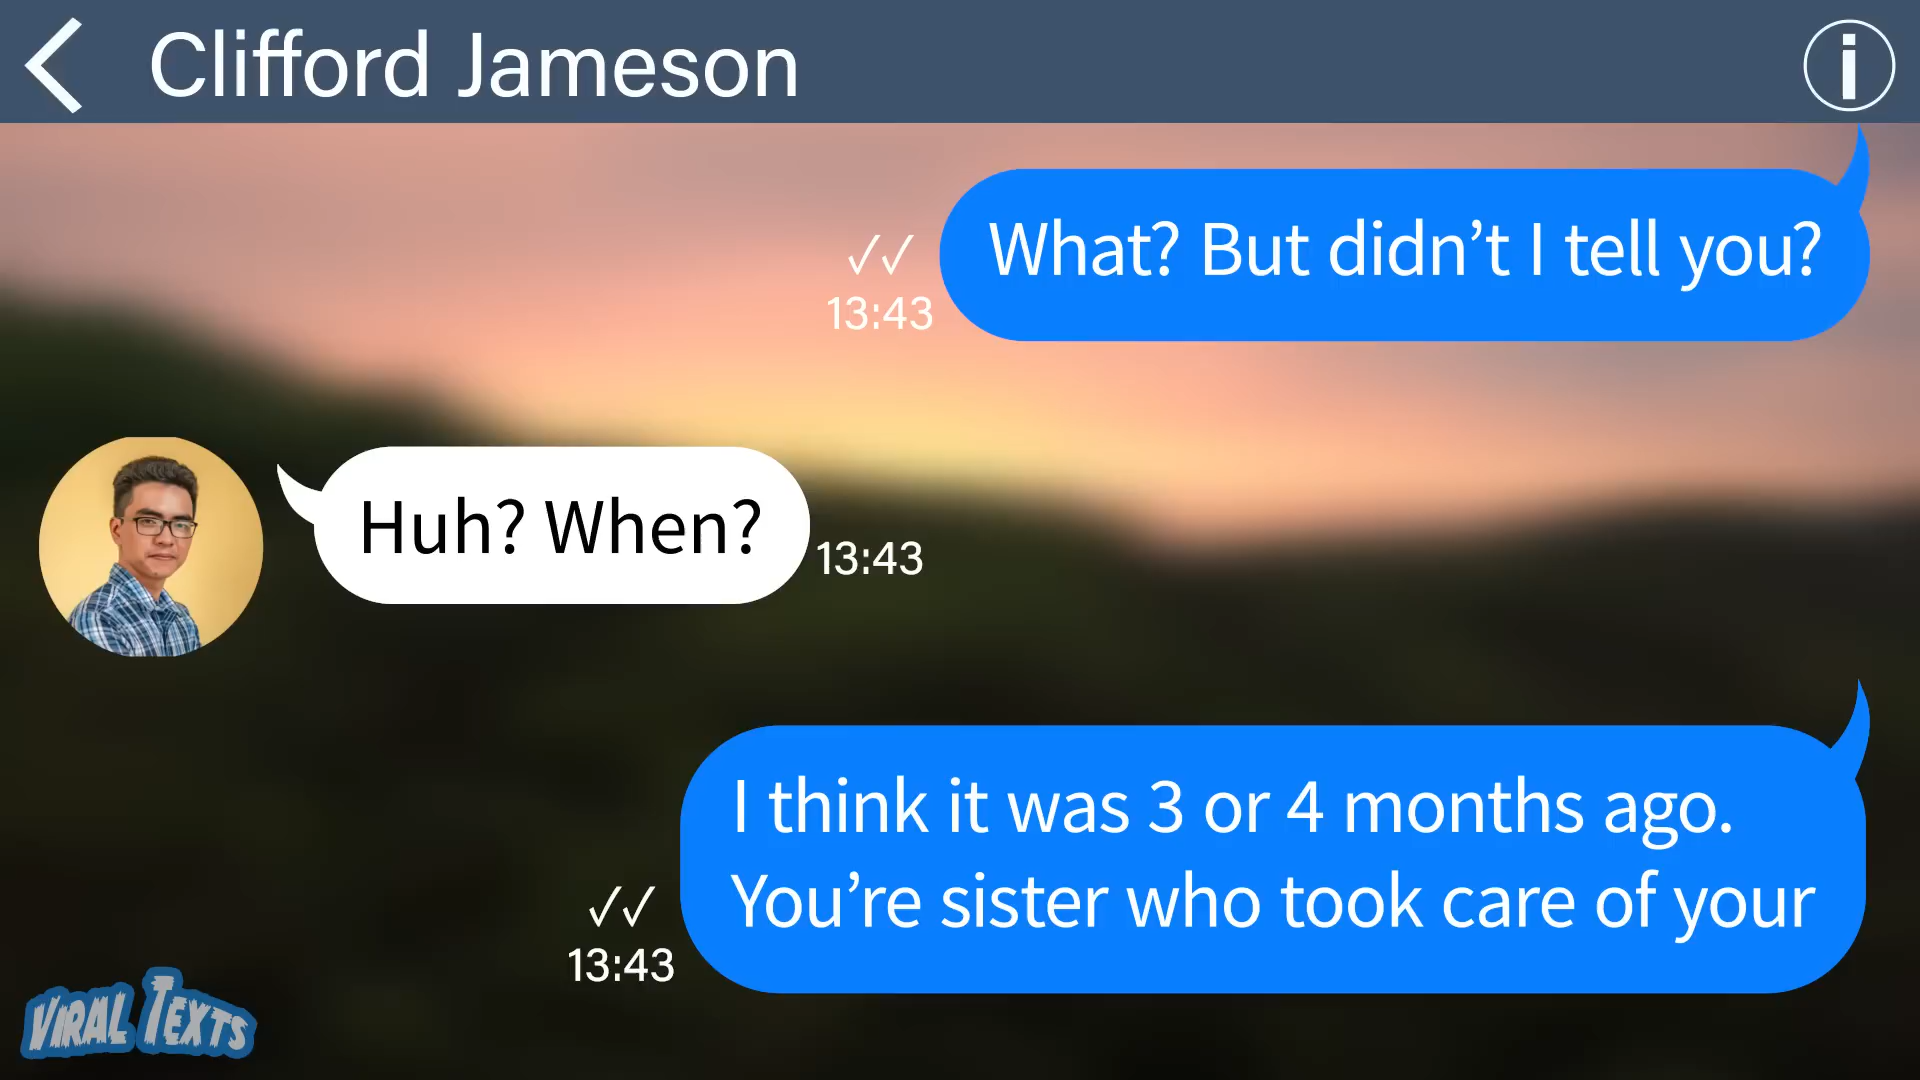 Clifford Jameson
What? But didn’t I tell you?
✓✓
13:43
Huh? When?
13:43
I think it was 3 or 4 months ago.
You’re sister who took care of your
✓✓
13:43
VIRAL TEXTS